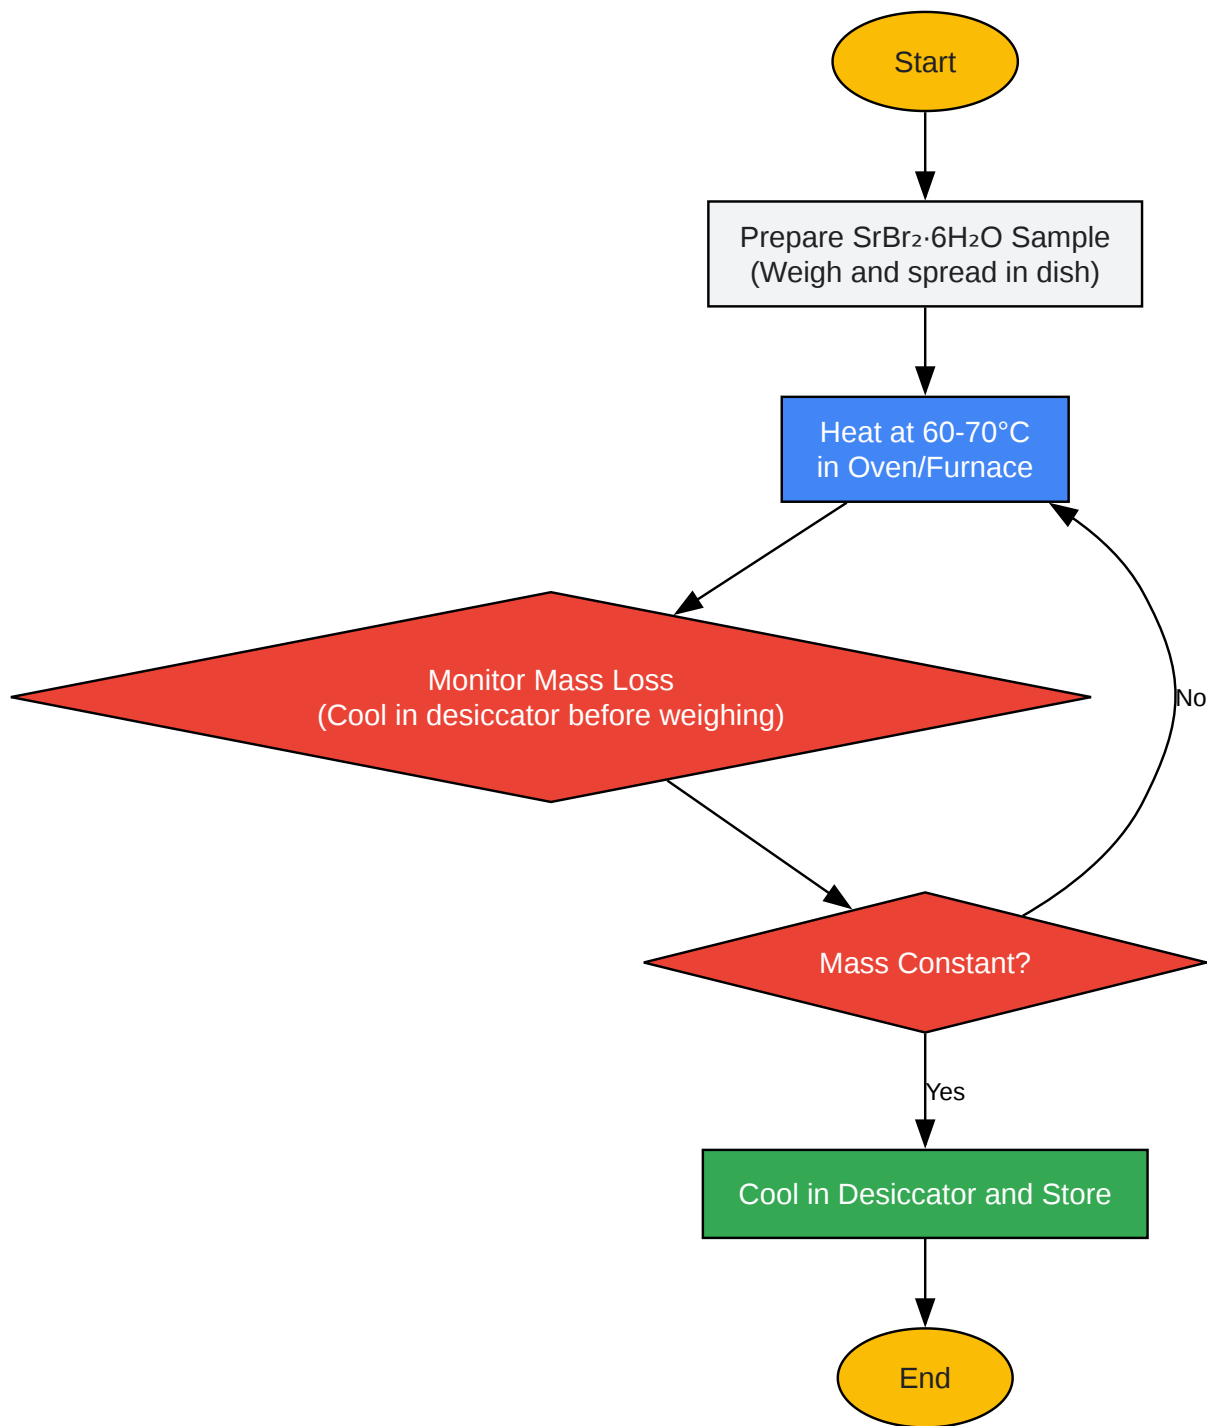 Start
Prepare SrBr₂·6H₂O Sample
(Weigh and spread in dish)
Heat at 60-70°C
in Oven/Furnace
Monitor Mass Loss
(Cool in desiccator before weighing)
No
Mass Constant?
Yes
Cool in Desiccator and Store
End